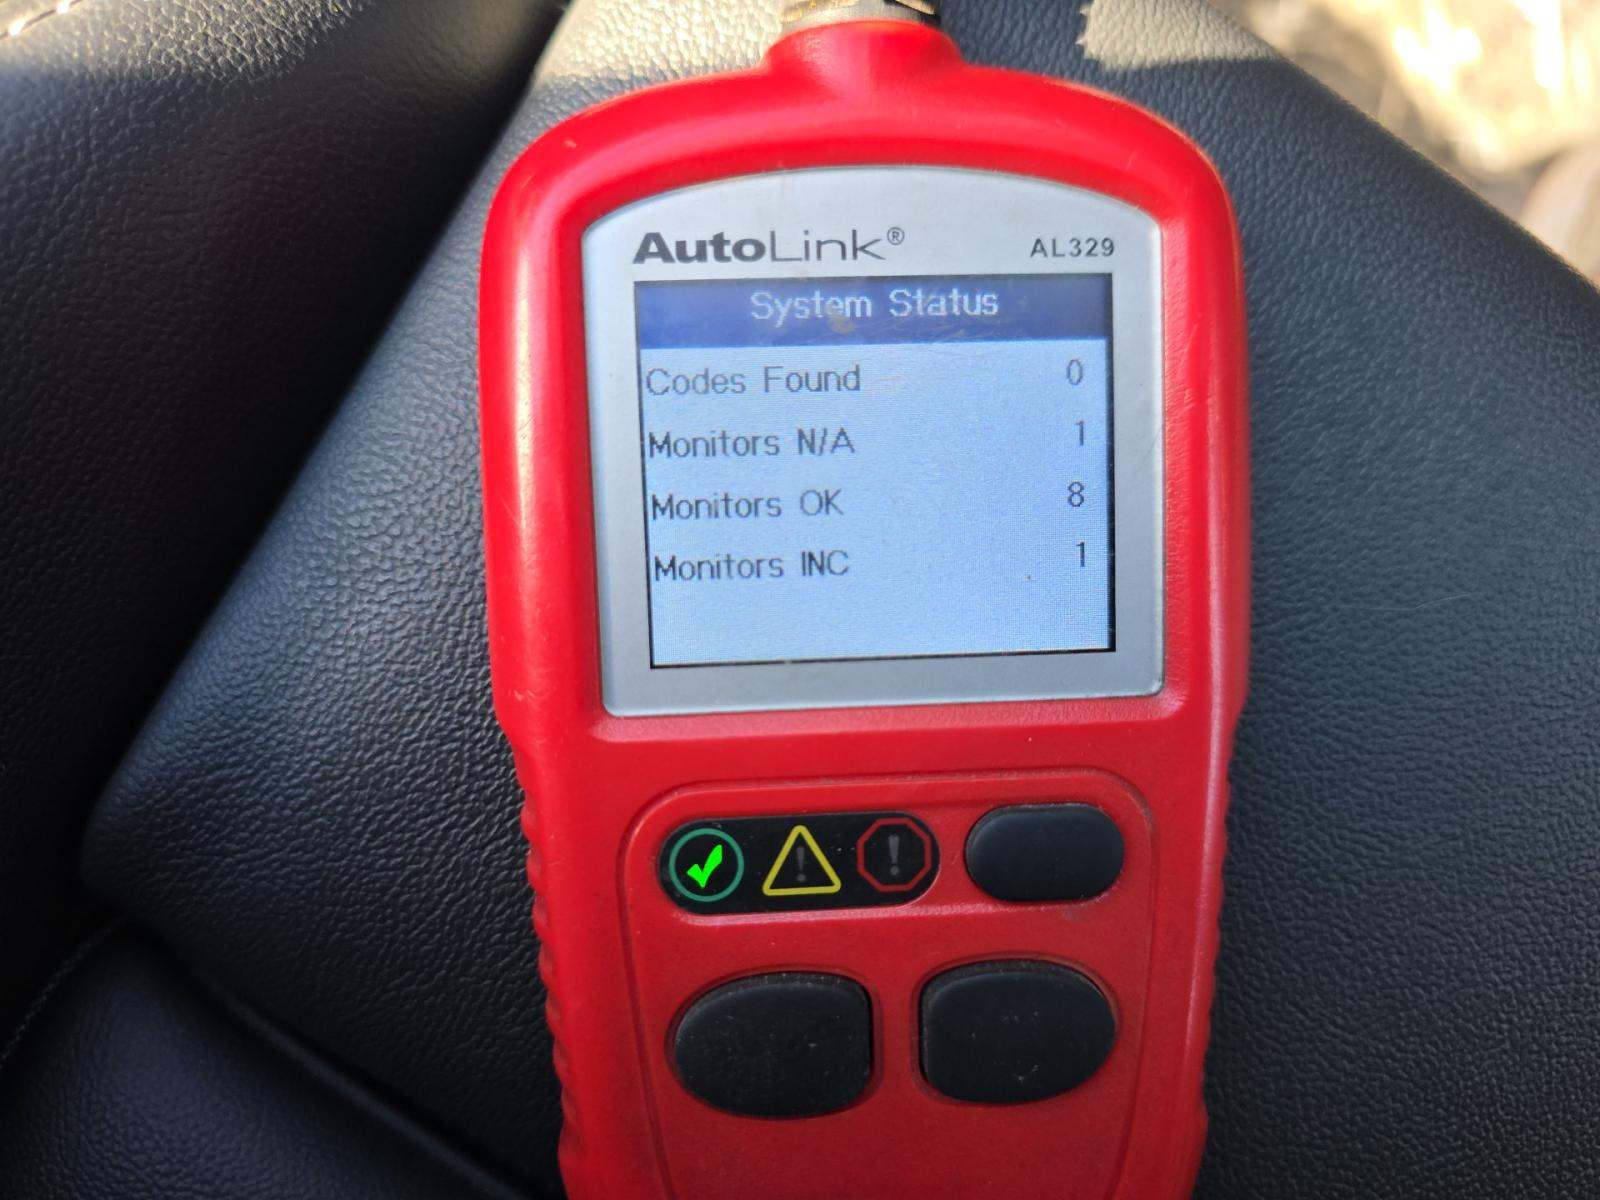 AutoLink® AL329
System Status
Codes Found 0
Monitors N/A 1
Monitors OK 8
Monitors INC 1